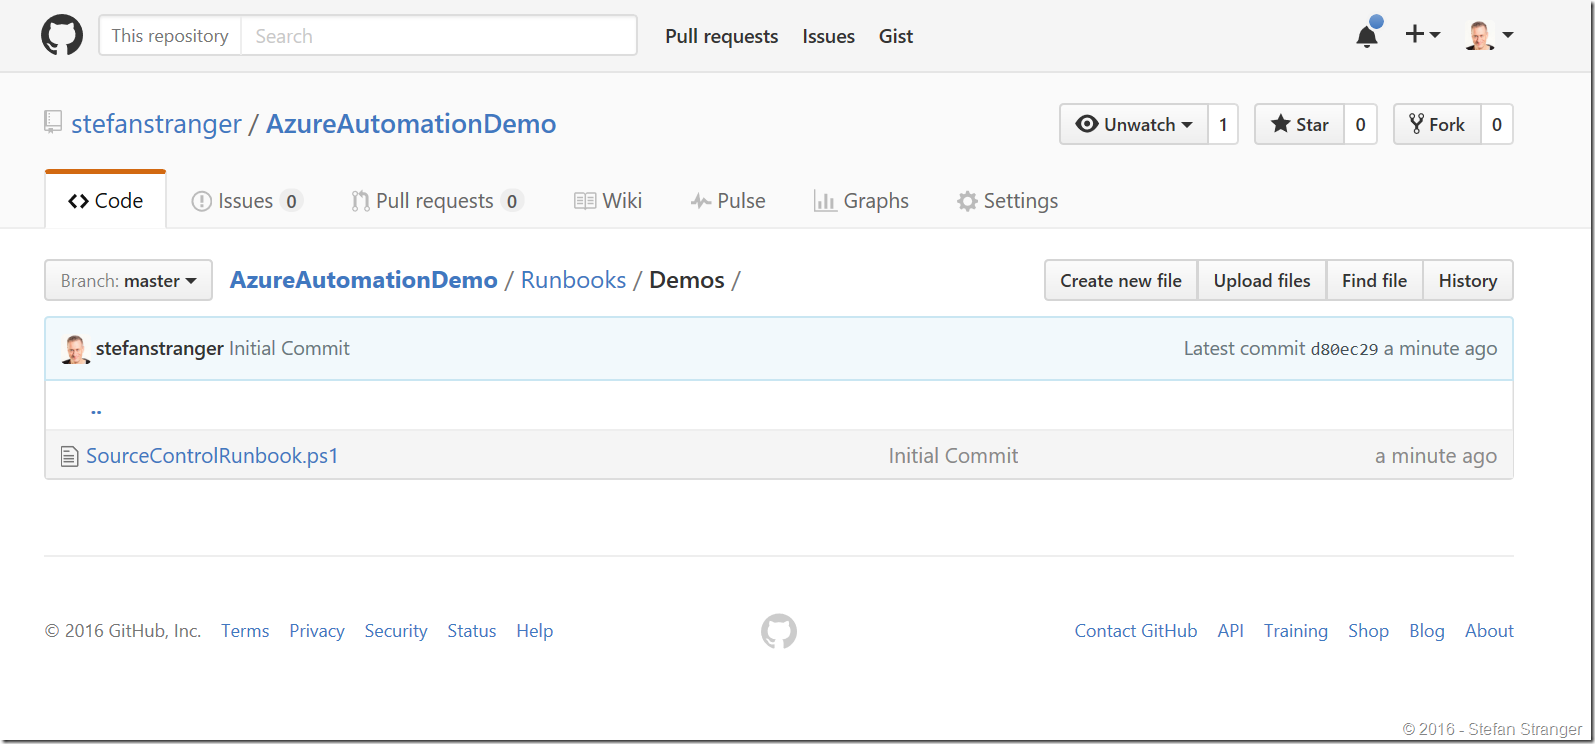 This repository Search Pull requests Issues Gist
stefanstranger / AzureAutomationDemo Unwatch 1 Star 0 Fork 0
Code Issues 0 Pull requests 0 Wiki Pulse Graphs Settings
Branch: master AzureAutomationDemo / Runbooks / Demos / Create new file Upload files Find file History
stefanstranger Initial Commit Latest commit d80ec29 a minute ago
..
SourceControlRunbook.ps1 Initial Commit a minute ago
© 2016 GitHub, Inc. Terms Privacy Security Status Help Contact GitHub API Training Shop Blog About
© 2016 - Stefan Stranger